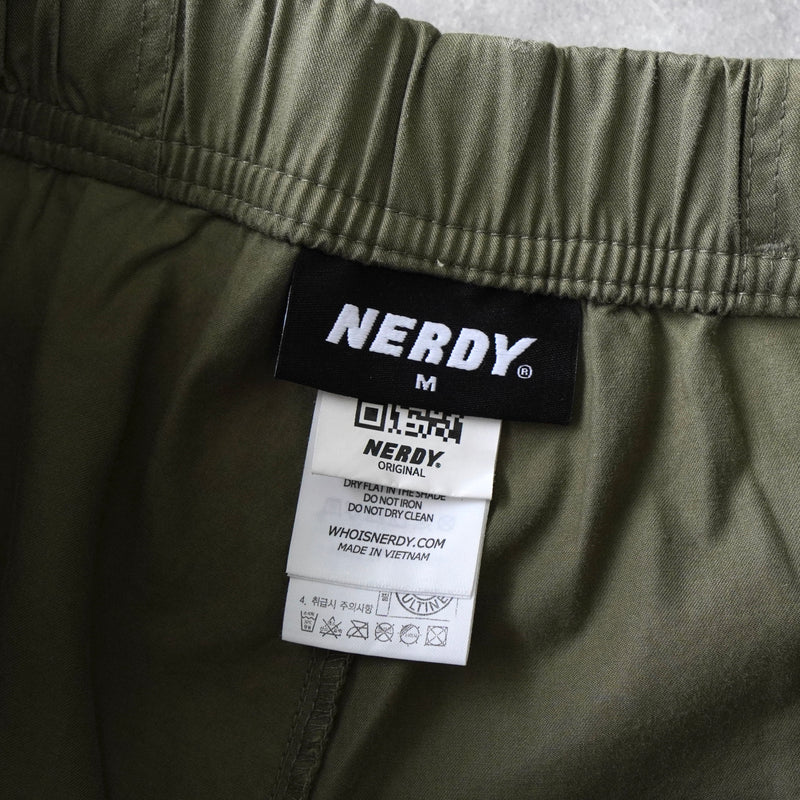 NERDY®
M
NERDY®
ORIGINAL
DRY FLAT IN THE SHADE
DO NOT IRON
DO NOT DRY CLEAN
WHOISNERDY.COM
MADE IN VIETNAM
4. 취급시 주의사항